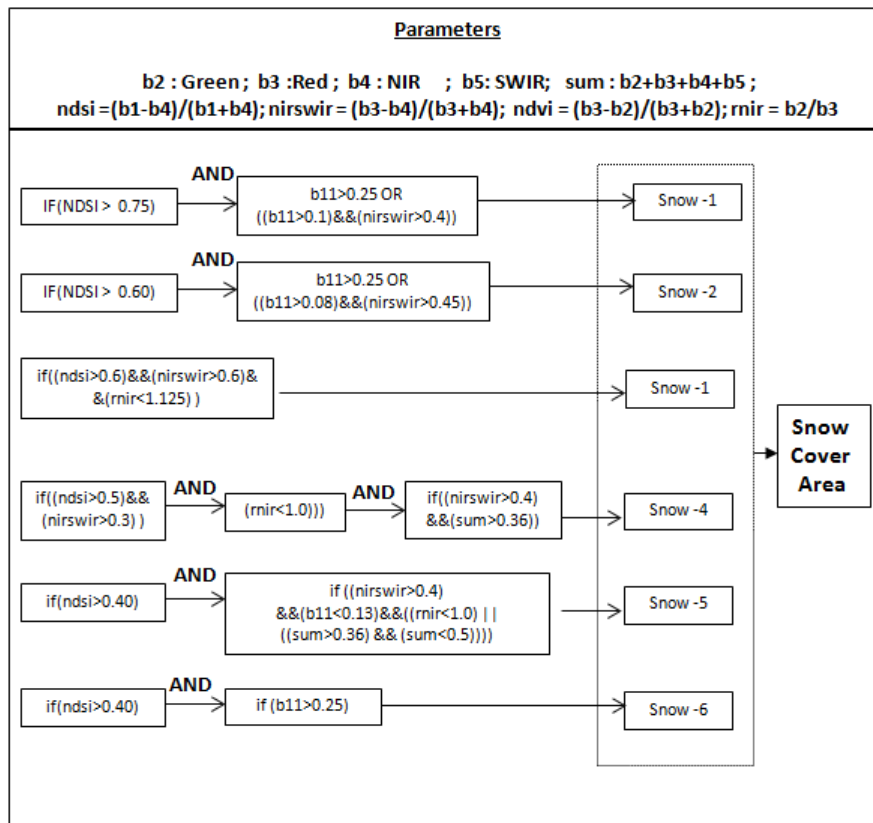 Parameters
b2 : Green ; b3 :Red ; b4 : NIR ; b5: SWIR; sum : b2+b3+b4+b5 ;
ndsi =(b1-b4)/(b1+b4); nirswir = (b3-b4)/(b3+b4); ndvi = (b3-b2)/(b3+b2); rnir = b2/b3
IF(NDSI > 0.75)
AND
b11>0.25 OR
((b11>0.1)&&(nirswir>0.4))
Snow -1
IF(NDSI > 0.60)
AND
b11>0.25 OR
((b11>0.08)&&(nirswir>0.45))
Snow -2
if((ndsi>0.6)&&(nirswir>0.6)&
&(rnir<1.125) )
Snow -1
if((ndsi>0.5)&&
(nirswir>0.3) )
AND
(rnir<1.0)))
AND
if((nirswir>0.4)
&&(sum>0.36))
Snow -4
if(ndsi>0.40)
AND
if ((nirswir>0.4)
&&(b11<0.13)&&((rnir<1.0) ||
((sum>0.36) && (sum<0.5))))
Snow -5
if(ndsi>0.40)
AND
if (b11>0.25)
Snow -6
Snow
Cover
Area